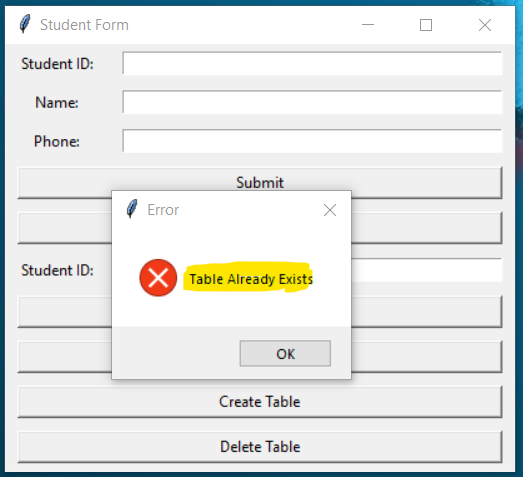 Student Form
Student ID:
Name:
Phone:
Submit
Error
Student ID:
Table Already Exists
OK
Create Table
Delete Table